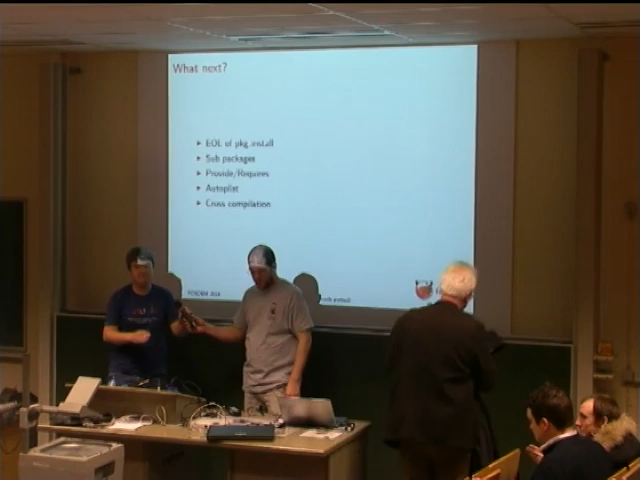 What next?
EOL of pkg_install
Sub packages
Provide/Requires
Autoplist
Cross compilation
FOSDEM 2014